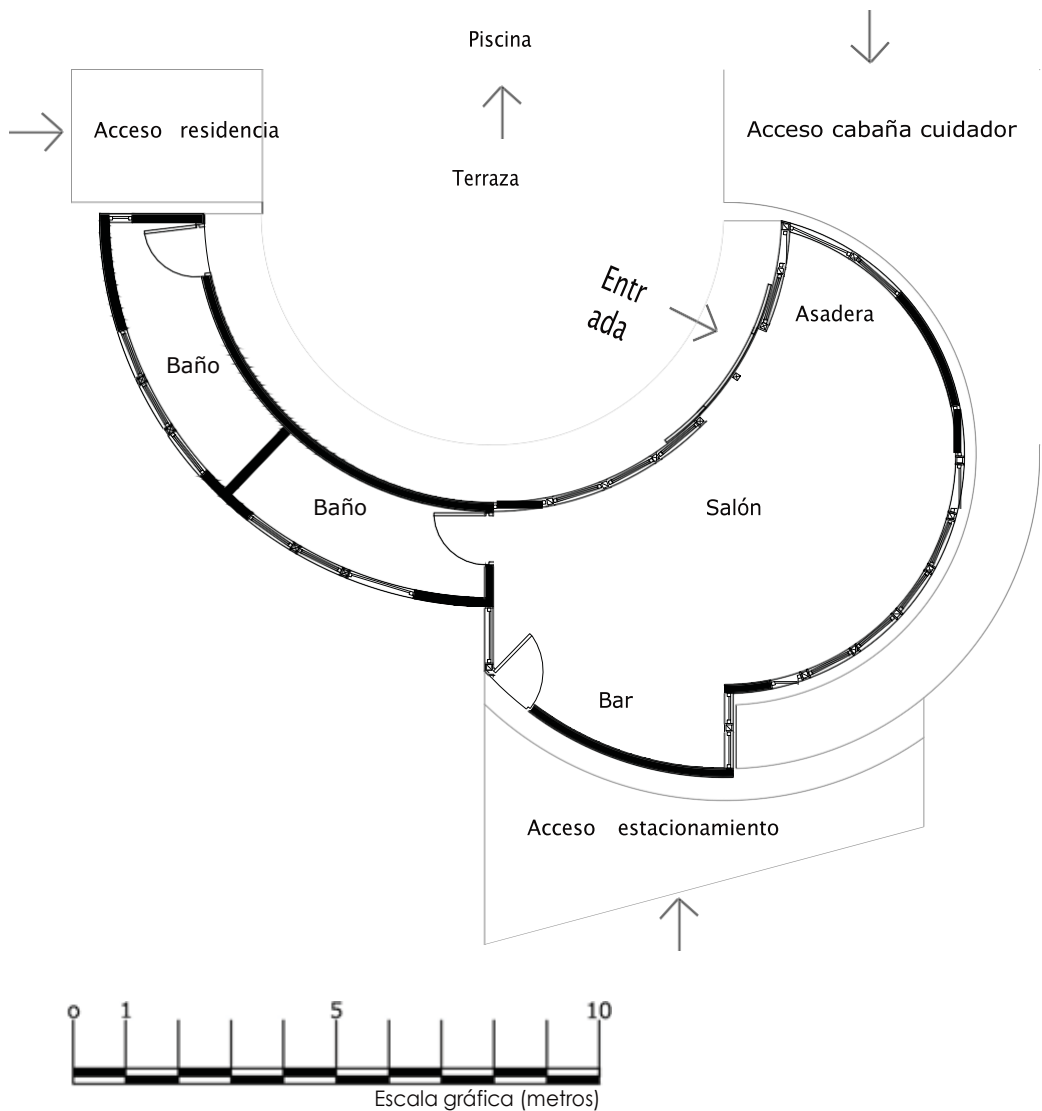 Piscina
Acceso residencia
Acceso cabaña cuidador
Terraza
Entr
ada
Asadera
Baño
Baño
Salón
Bar
Acceso estacionamiento
o 1 5 10
Escala gráfica (metros)